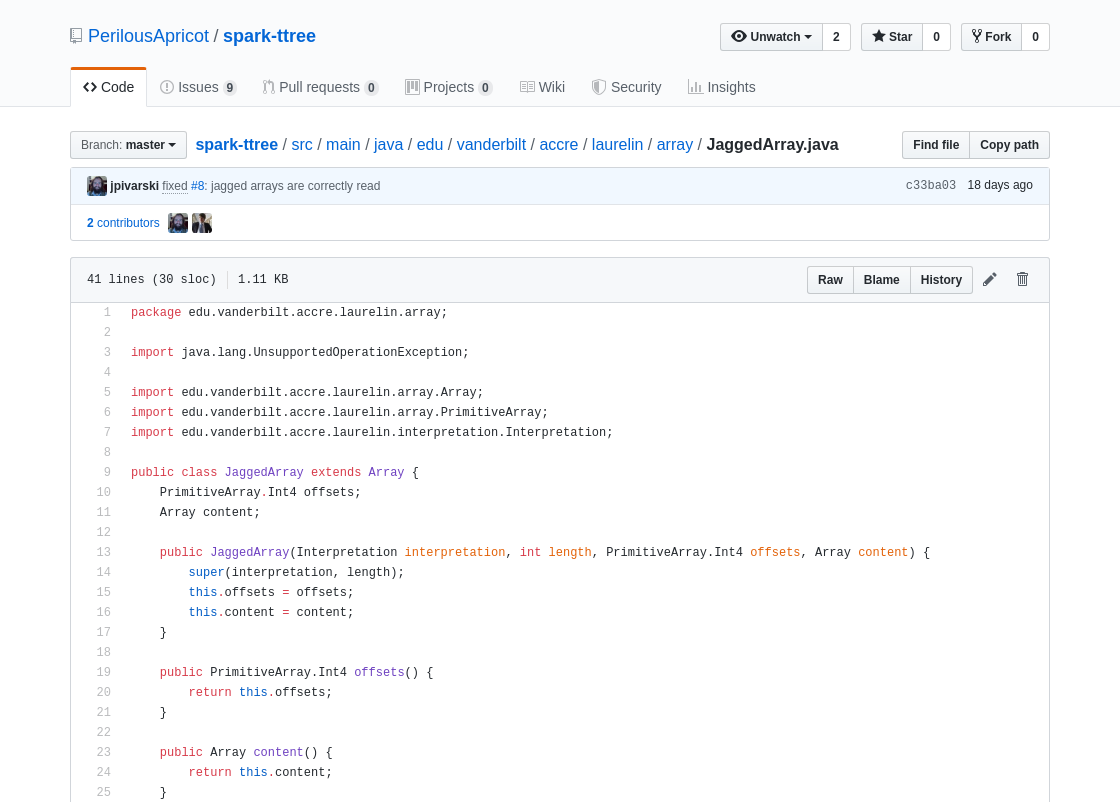 PerilousApricot / spark-ttree
Unwatch 2 Star 0 Fork 0
Code Issues 9 Pull requests 0 Projects 0 Wiki Security Insights
Branch: master spark-ttree / src / main / java / edu / vanderbilt / accre / laurelin / array / JaggedArray.java Find file Copy path
jpivarski fixed #8: jagged arrays are correctly read c33ba03 18 days ago
2 contributors
41 lines (30 sloc) 1.11 KB Raw Blame History
1 package edu.vanderbilt.accre.laurelin.array;
2
3 import java.lang.UnsupportedOperationException;
4
5 import edu.vanderbilt.accre.laurelin.array.Array;
6 import edu.vanderbilt.accre.laurelin.array.PrimitiveArray;
7 import edu.vanderbilt.accre.laurelin.interpretation.Interpretation;
8
9 public class JaggedArray extends Array {
10     PrimitiveArray.Int4 offsets;
11     Array content;
12
13     public JaggedArray(Interpretation interpretation, int length, PrimitiveArray.Int4 offsets, Array content) {
14         super(interpretation, length);
15         this.offsets = offsets;
16         this.content = content;
17     }
18
19     public PrimitiveArray.Int4 offsets() {
20         return this.offsets;
21     }
22
23     public Array content() {
24         return this.content;
25     }